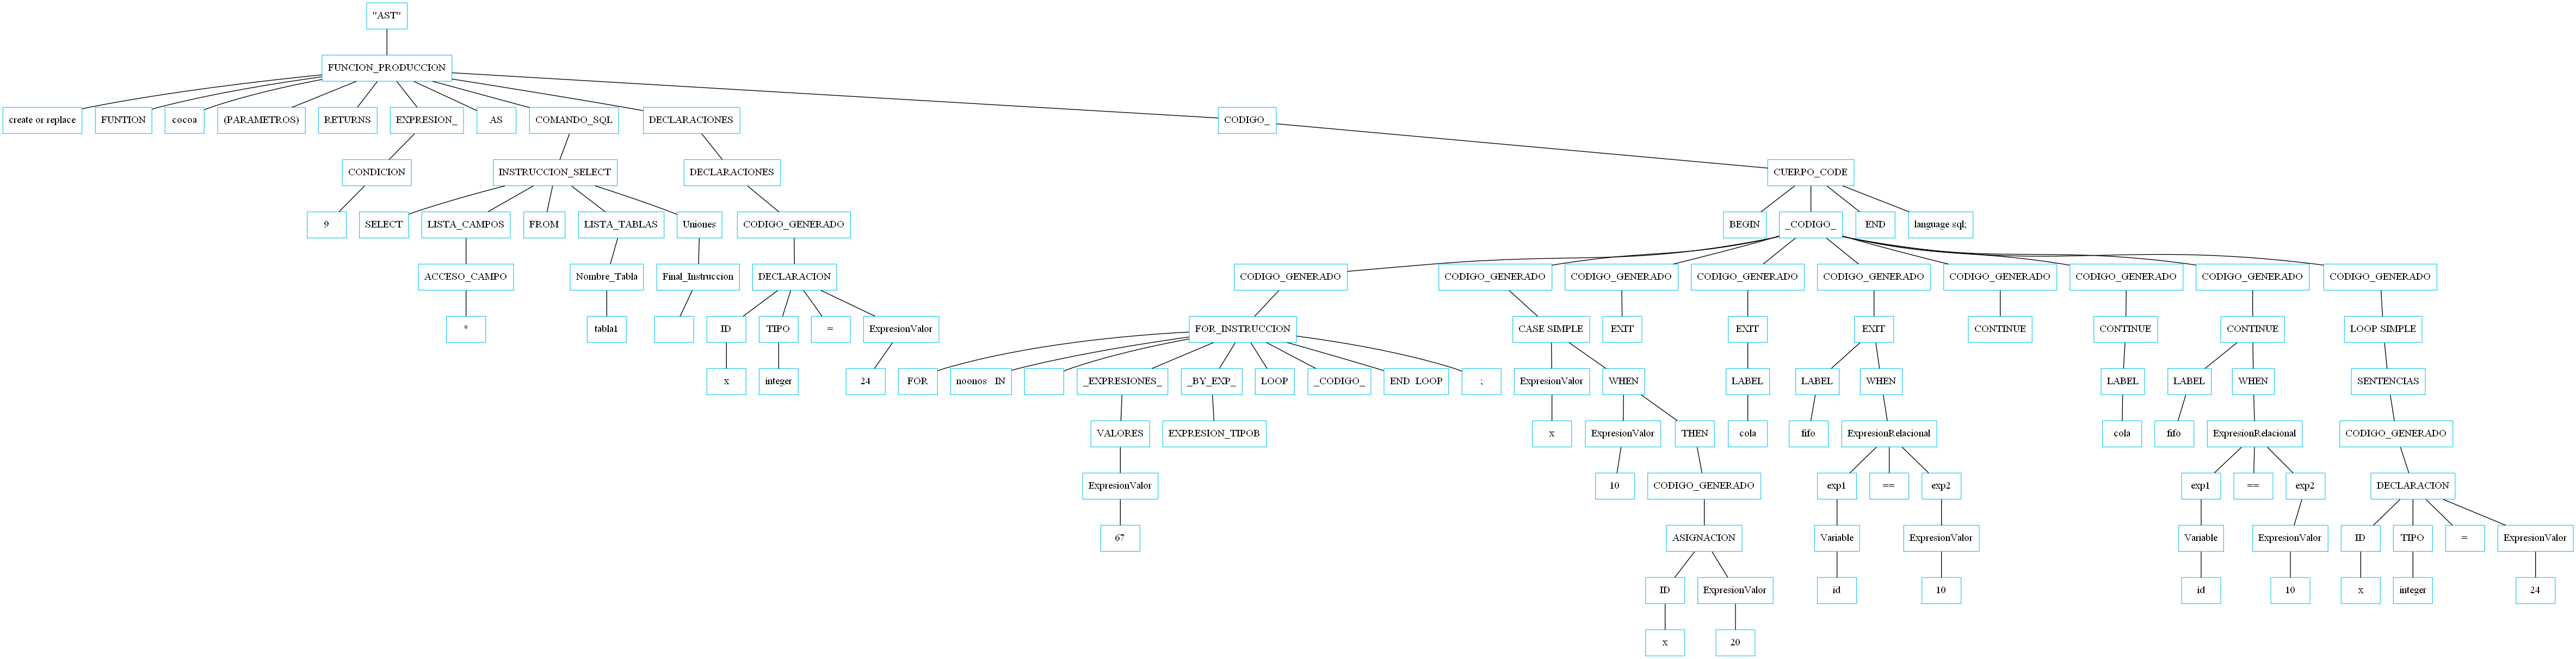 "AST"
FUNCION_PRODUCCION
create or replace FUNTION cocoa (PARAMETROS) RETURNS EXPRESION_ AS COMANDO_SQL DECLARACIONES CODIGO_
CONDICION INSTRUCCION_SELECT DECLARACIONES CUERPO_CODE
9 SELECT LISTA_CAMPOS FROM LISTA_TABLAS Uniones CODIGO_GENERADO BEGIN _CODIGO_ END language sql;
ACCESO_CAMPO Nombre_Tabla Final_Instruccion DECLARACION CODIGO_GENERADO CODIGO_GENERADO CODIGO_GENERADO CODIGO_GENERADO CODIGO_GENERADO CODIGO_GENERADO CODIGO_GENERADO CODIGO_GENERADO CODIGO_GENERADO
* tabla1 ID TIPO = ExpresionValor FOR_INSTRUCCION CASE SIMPLE EXIT EXIT EXIT CONTINUE CONTINUE CONTINUE LOOP SIMPLE
x integer 24 FOR noonos IN _EXPRESIONES_ _BY_EXP_ LOOP _CODIGO_ END LOOP ; ExpresionValor WHEN LABEL LABEL WHEN LABEL LABEL WHEN SENTENCIAS
VALORES EXPRESION_TIPOB x ExpresionValor THEN cola fifo ExpresionRelacional cola fifo ExpresionRelacional CODIGO_GENERADO
ExpresionValor 10 CODIGO_GENERADO exp1 == exp2 exp1 == exp2 DECLARACION
67 ASIGNACION Variable ExpresionValor Variable ExpresionValor ID TIPO = ExpresionValor
ID ExpresionValor id 10 id 10 x integer 24
x 20